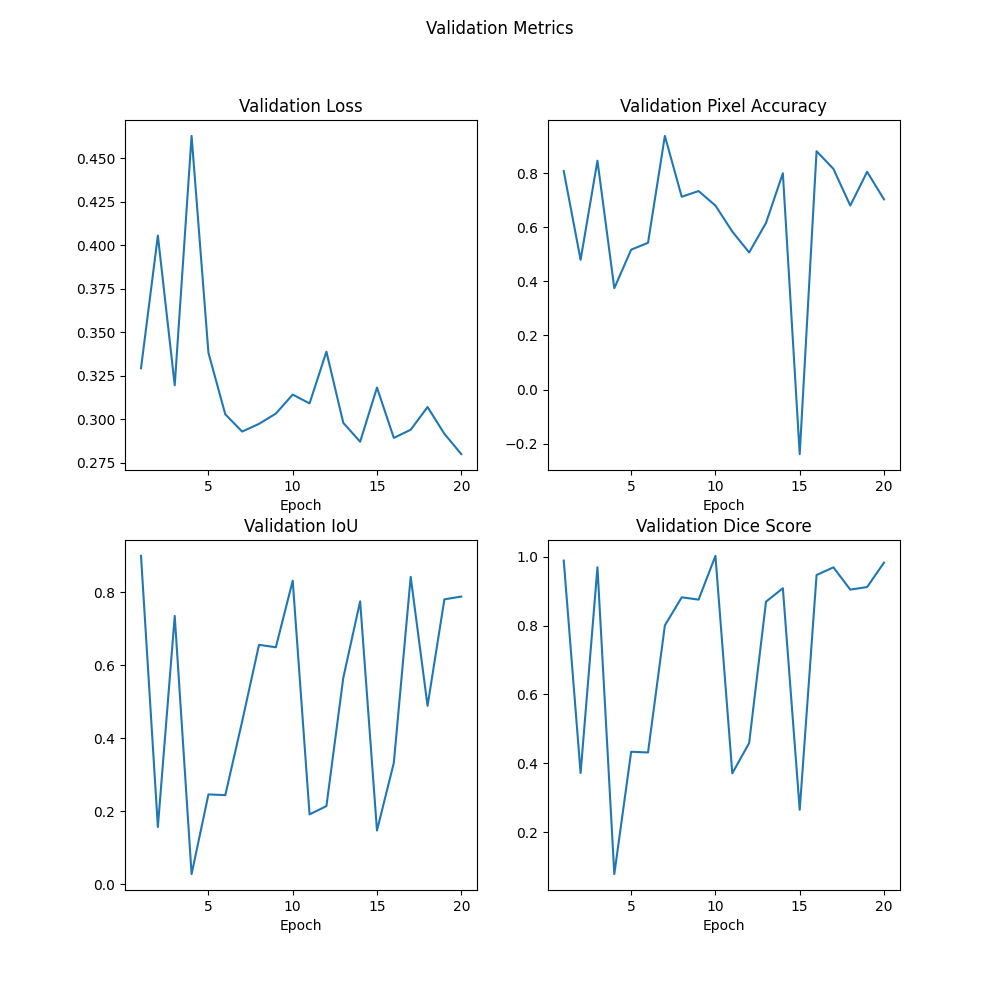 Validation Metrics
Validation Loss
0.450
0.425
0.400
0.375
0.350
0.325
0.300
0.275
5 10 15 20
Epoch
Validation Pixel Accuracy
0.8
0.6
0.4
0.2
0.0
−0.2
5 10 15 20
Epoch
Validation IoU
0.8
0.6
0.4
0.2
0.0
5 10 15 20
Epoch
Validation Dice Score
1.0
0.8
0.6
0.4
0.2
5 10 15 20
Epoch